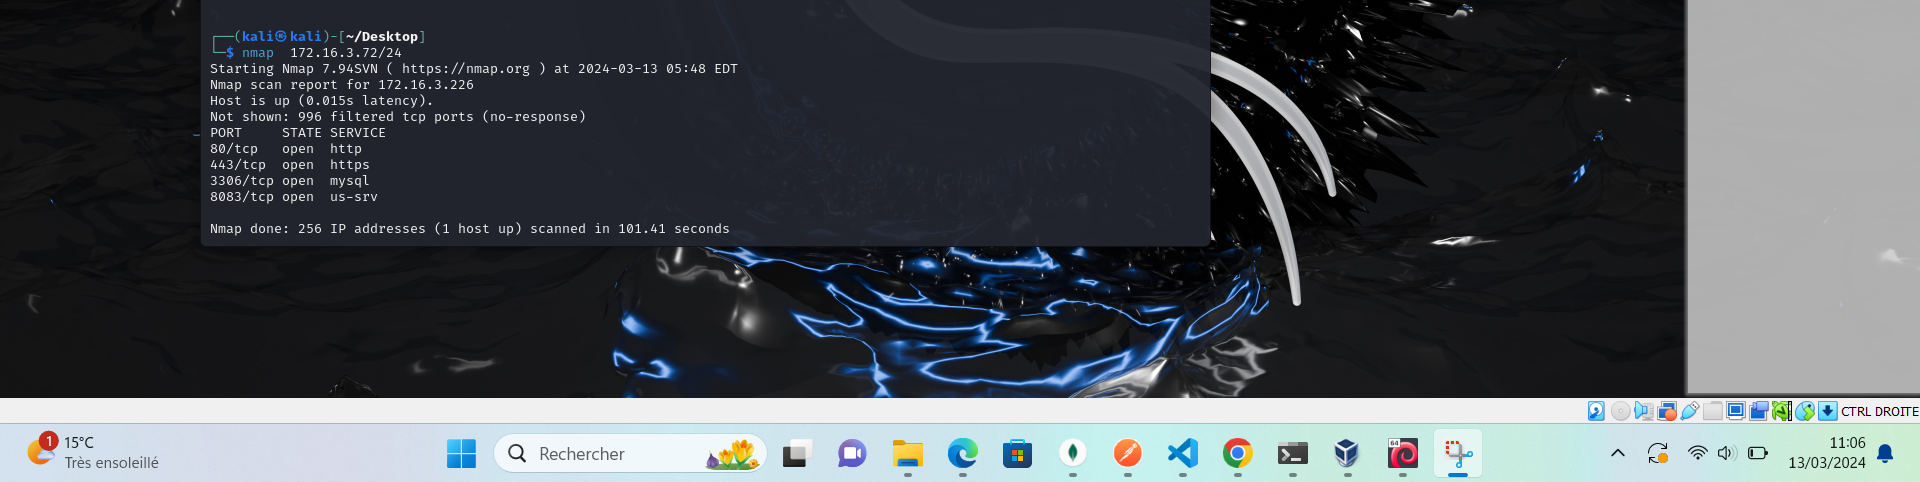 ┌──(kali㉿kali)-[~/Desktop]
└─$ nmap  172.16.3.72/24
Starting Nmap 7.94SVN ( https://nmap.org ) at 2024-03-13 05:48 EDT
Nmap scan report for 172.16.3.226
Host is up (0.015s latency).
Not shown: 996 filtered tcp ports (no-response)
PORT     STATE SERVICE
80/tcp   open  http
443/tcp  open  https
3306/tcp open  mysql
8083/tcp open  us-srv
Nmap done: 256 IP addresses (1 host up) scanned in 101.41 seconds
CTRL DROITE
1
15°C
Très ensoleillé
Rechercher
64
11:06
13/03/2024